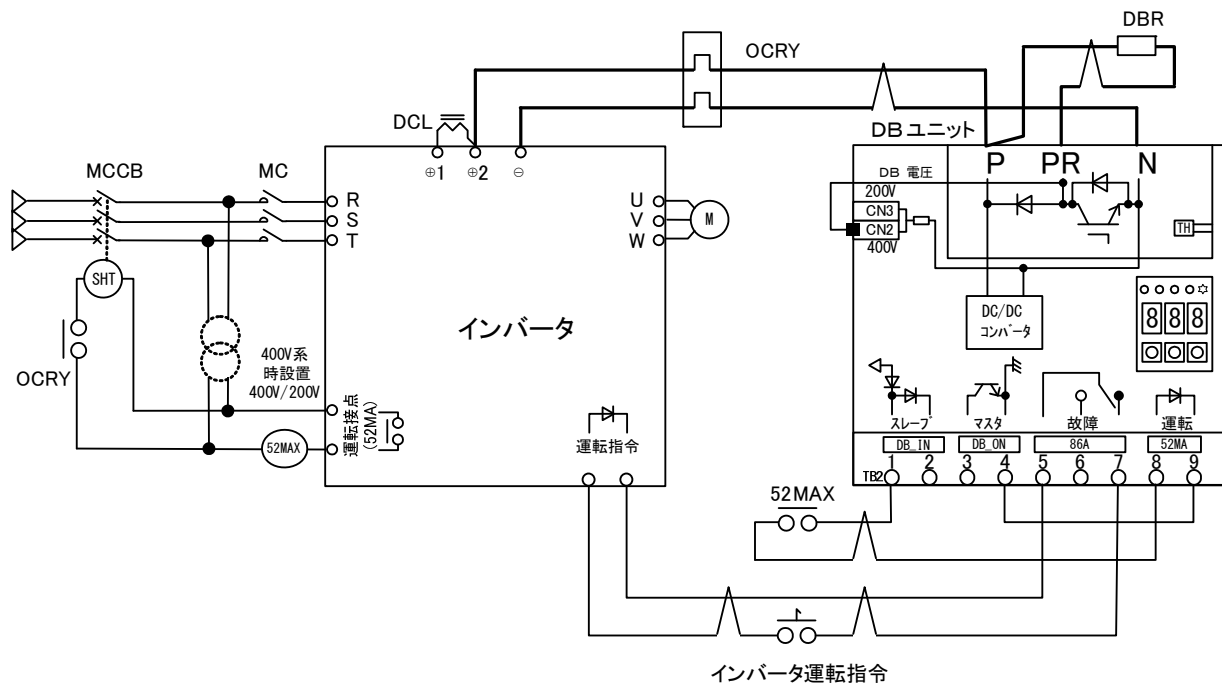 DBR
OCRY
DCL
DBユニット
MCCB
MC
⊕1
⊕2
⊖
P
PR
N
DB 電圧
200V
CN3
CN2
400V
TH
R
S
T
U
V
W
M
SHT
DC/DC
コンバータ
888
インバータ
400V系
時設置
400V/200V
OCRY
運転接点
(52MA)
52MAX
運転指令
スレーブ
マスタ
故障
運転
DB_IN
DB_ON
86A
52MA
TB2
1
2
3
4
5
6
7
8
9
52MAX
インバータ運転指令